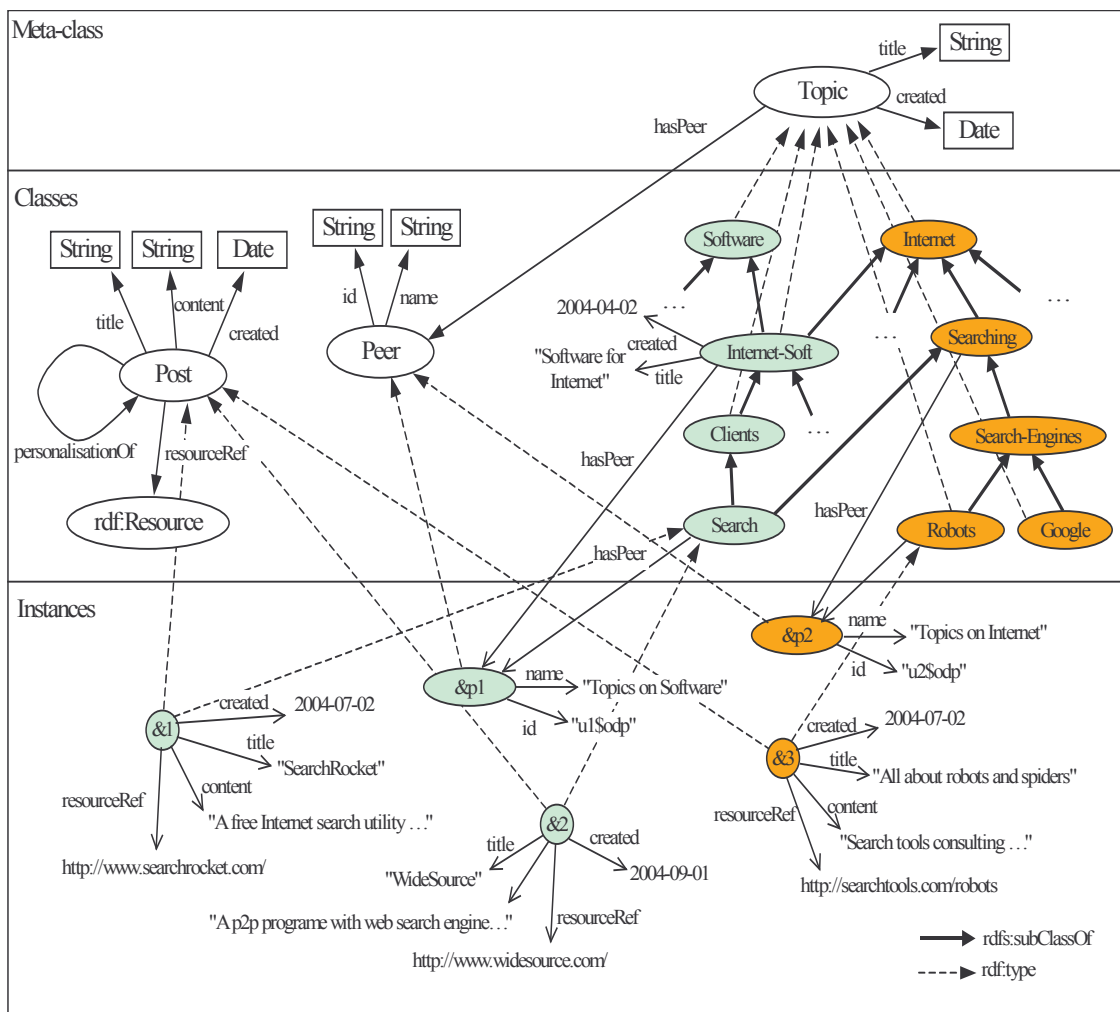 Meta-class
title
String
Topic
created
Date
hasPeer
Classes
String
String
Date
String
String
Software
Internet
title
content
created
id
name
2004-04-02
...
...
...
created
Post
Peer
Internet-Soft
Searching
"Software for
Internet"
title
personalisationOf
resourceRef
Clients
...
Search-Engines
hasPeer
rdf:Resource
Search
hasPeer
Robots
Google
hasPeer
Instances
&p2
name
"Topics on Internet"
id
"u2$odp"
&p1
name
"Topics on Software"
id
"u1$odp"
&1
created
2004-07-02
title
"SearchRocket"
content
resourceRef
"A free Internet search utility ..."
http://www.searchrocket.com/
&3
created
2004-07-02
title
"All about robots and spiders"
content
resourceRef
"Search tools consulting ..."
http://searchtools.com/robots
&2
title
created
"WideSource"
2004-09-01
"A p2p programe with web search engine..."
resourceRef
http://www.widesource.com/
rdfs:subClassOf
rdf:type